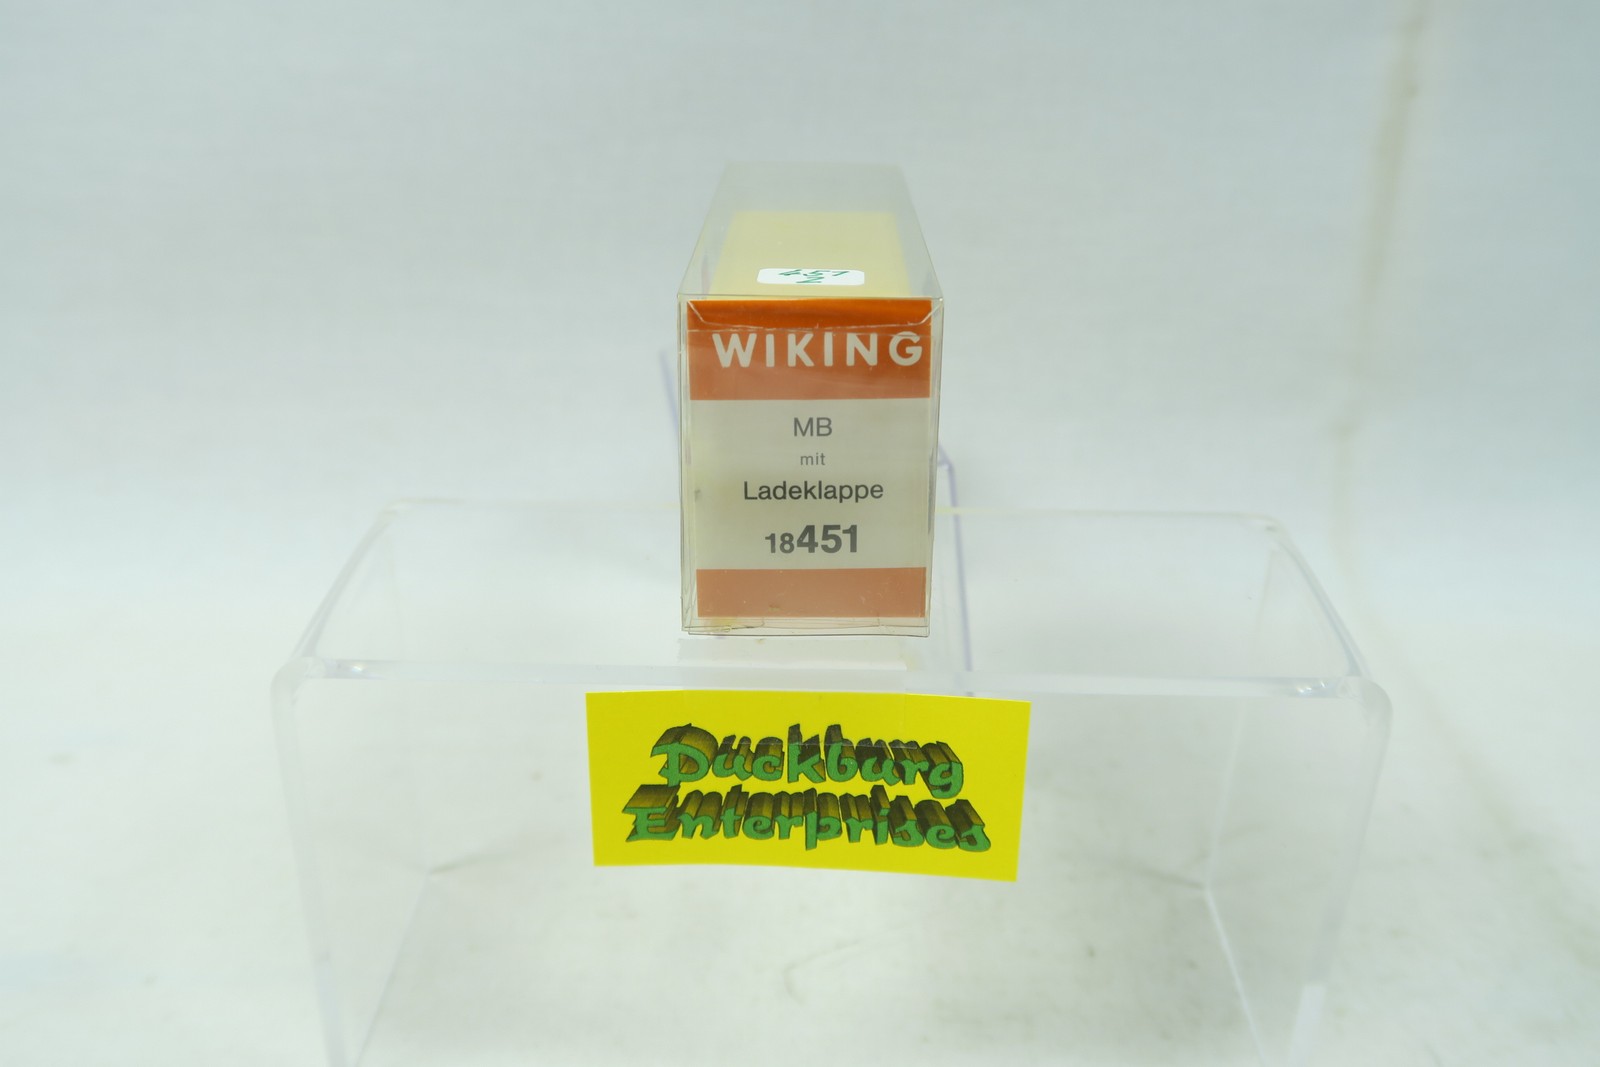 WIKING
MB
mit
Ladeklappe
18451
Duckburg
Enterprises